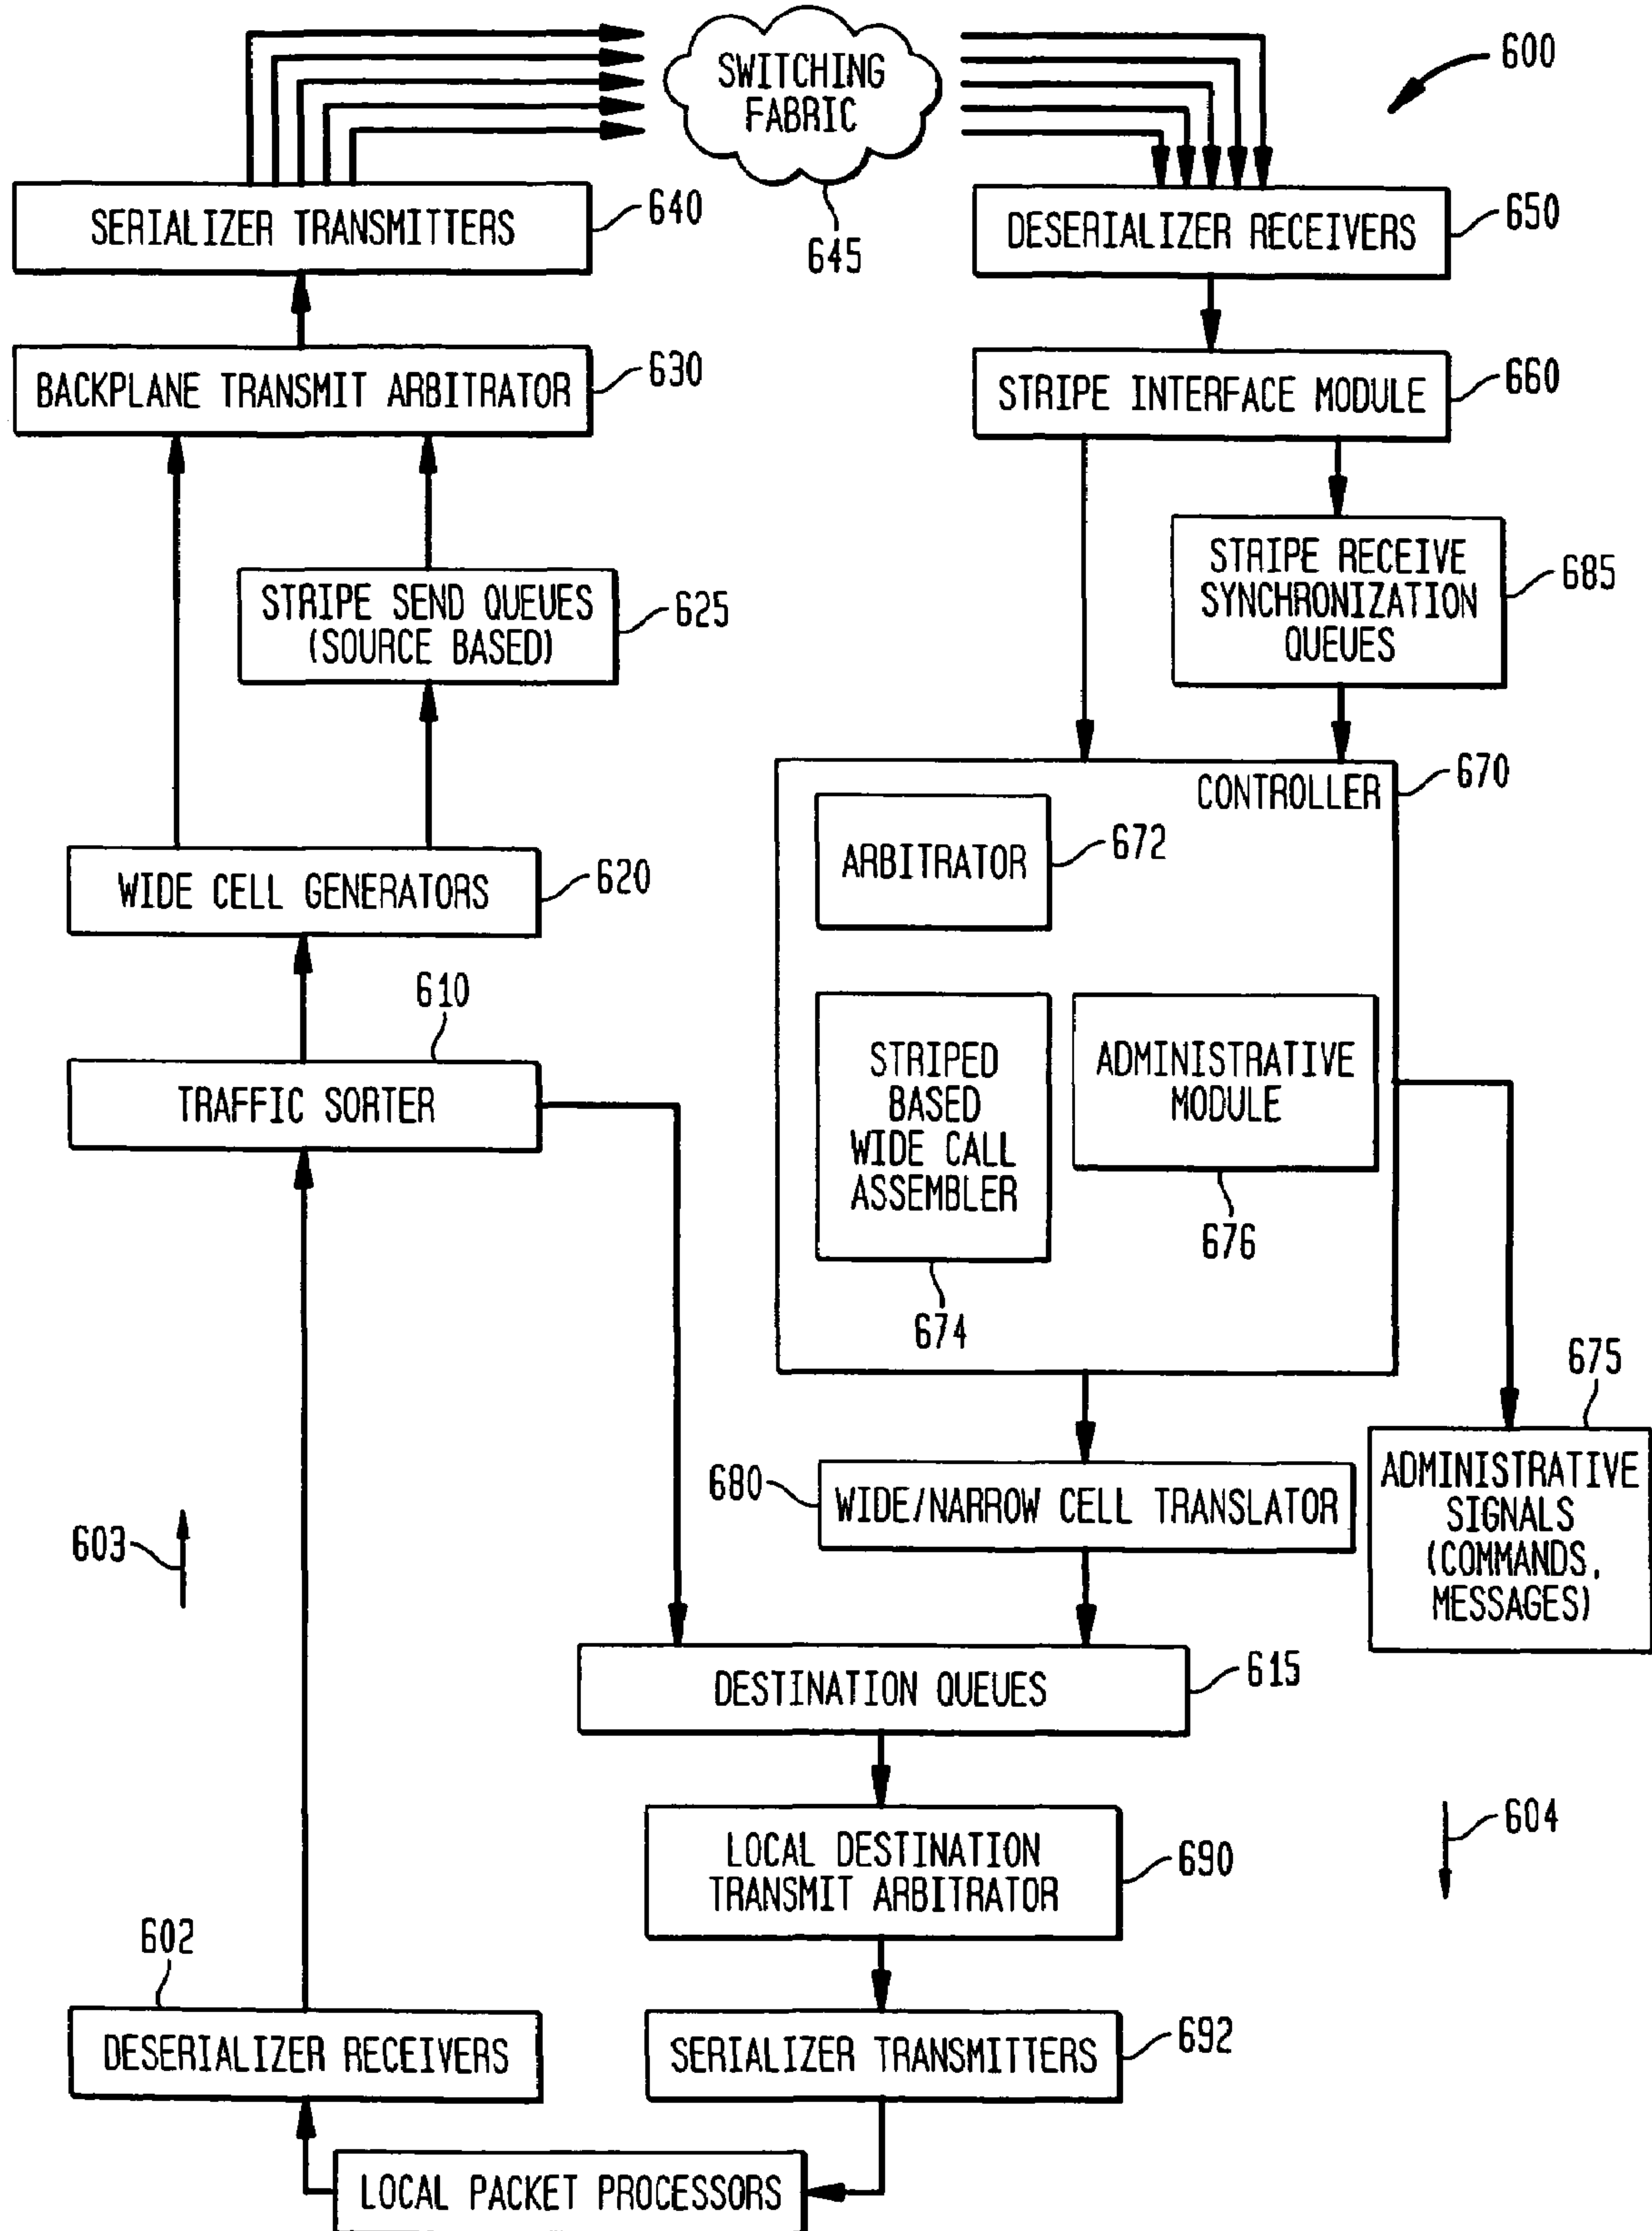 SWITCHING
FABRIC
645
600
SERIALIZER TRANSMITTERS
640
DESERIALIZER RECEIVERS
650
BACKPLANE TRANSMIT ARBITRATOR
630
STRIPE INTERFACE MODULE
660
STRIPE SEND QUEUES
(SOURCE BASED)
625
STRIPE RECEIVE
SYNCHRONIZATION
QUEUES
685
CONTROLLER
670
ARBITRATOR
672
WIDE CELL GENERATORS
620
610
TRAFFIC SORTER
STRIPED
BASED
WIDE CALL
ASSEMBLER
674
ADMINISTRATIVE
MODULE
676
675
ADMINISTRATIVE
SIGNALS
(COMMANDS,
MESSAGES)
680
WIDE/NARROW CELL TRANSLATOR
603
DESTINATION QUEUES
615
LOCAL DESTINATION
TRANSMIT ARBITRATOR
690
604
602
DESERIALIZER RECEIVERS
SERIALIZER TRANSMITTERS
692
LOCAL PACKET PROCESSORS